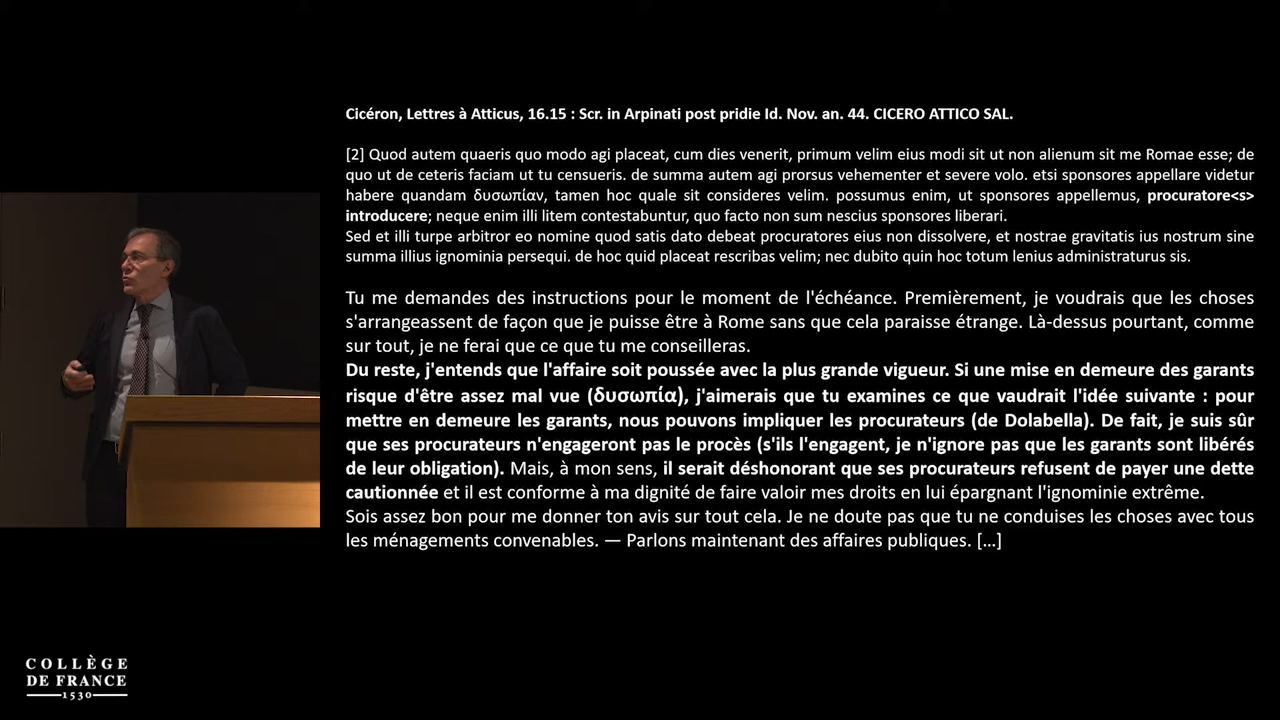 Cicéron, Lettres à Atticus, 16.15 : Scr. in Arpinati post pridie Id. Nov. an. 44. CICERO ATTICO SAL.
[2] Quod autem quaeris quo modo agi placeat, cum dies venerit, primum velim eius modi sit ut non alienum sit me Romae esse; de
quo ut de ceteris faciam ut tu censueris. de summa autem agi prorsus vehementer et severe volo. etsi sponsores appellare videtur
habere quandam δυσωπίαν, tamen hoc quale sit consideres velim. possumus enim, ut sponsores appellemus, procuratore<s>
introducere; neque enim illi litem contestabuntur, quo facto non sum nescius sponsores liberari.
Sed et illi turpe arbitror eo nomine quod satis dato debeat procuratores eius non dissolvere, et nostrae gravitatis ius nostrum sine
summa illius ignominia persequi. de hoc quid placeat rescribas velim; nec dubito quin hoc totum lenius administraturus sis.
Tu me demandes des instructions pour le moment de l'échéance. Premièrement, je voudrais que les choses
s'arrangeassent de façon que je puisse être à Rome sans que cela paraisse étrange. Là-dessus pourtant, comme
sur tout, je ne ferai que ce que tu me conseilleras.
Du reste, j'entends que l'affaire soit poussée avec la plus grande vigueur. Si une mise en demeure des garants
risque d'être assez mal vue (δυσωπία), j'aimerais que tu examines ce que vaudrait l'idée suivante : pour
mettre en demeure les garants, nous pouvons impliquer les procurateurs (de Dolabella). De fait, je suis sûr
que ses procurateurs n'engageront pas le procès (s'ils l'engagent, je n'ignore pas que les garants sont libérés
de leur obligation). Mais, à mon sens, il serait déshonorant que ses procurateurs refusent de payer une dette
cautionnée et il est conforme à ma dignité de faire valoir mes droits en lui épargnant l'ignominie extrême.
Sois assez bon pour me donner ton avis sur tout cela. Je ne doute pas que tu ne conduises les choses avec tous
les ménagements convenables. — Parlons maintenant des affaires publiques. […]
COLLÈGE
DE FRANCE
1530